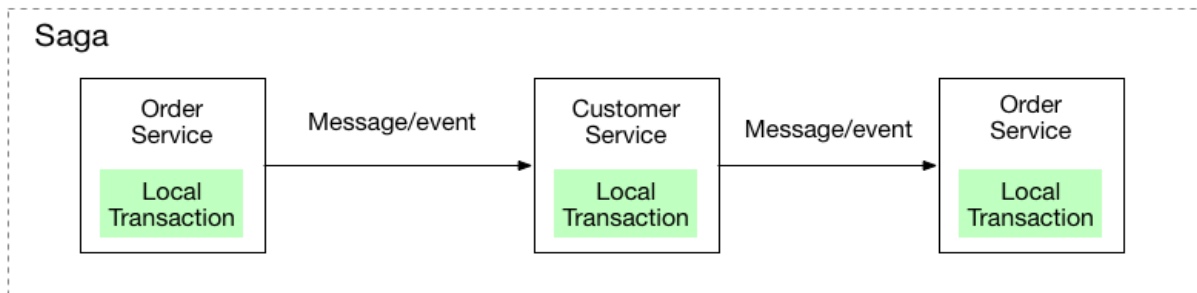 Saga
Order
Service
Local
Transaction
Message/event
Customer
Service
Local
Transaction
Message/event
Order
Service
Local
Transaction